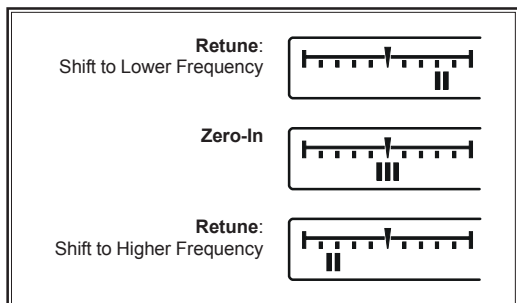 Retune:
Shift to Lower Frequency
Zero-In
Retune:
Shift to Higher Frequency